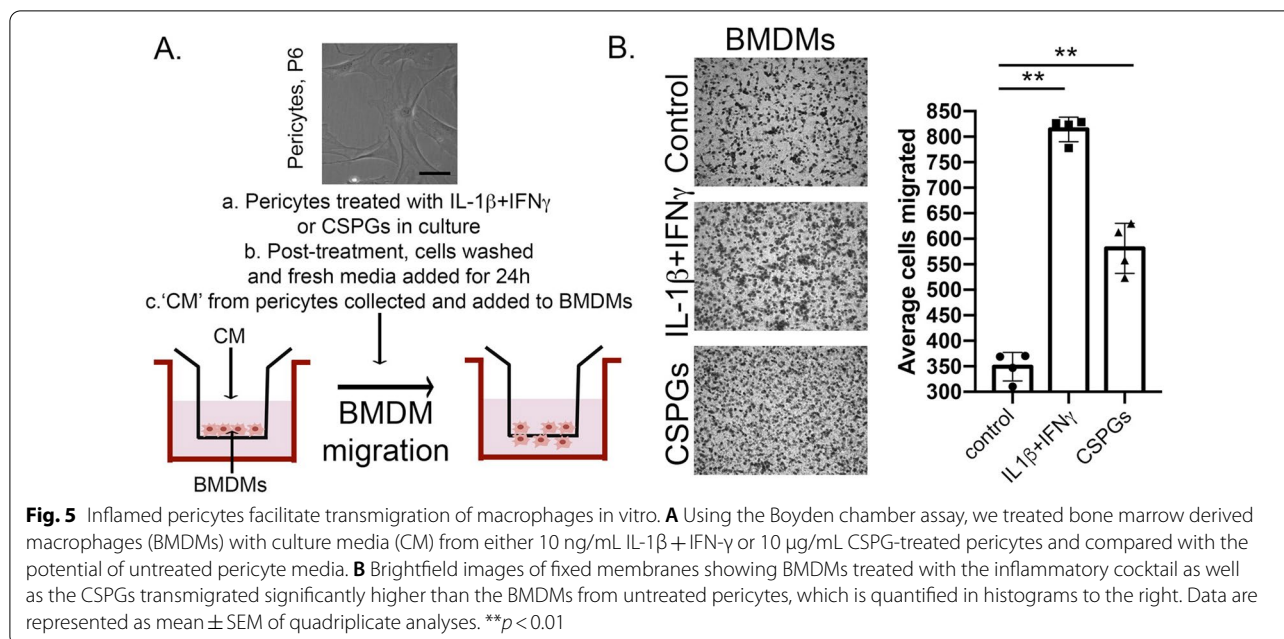 A.
Pericytes, P6
a. Pericytes treated with IL-1β+IFNγ
or CSPGs in culture
b. Post-treatment, cells washed
and fresh media added for 24h
c.‘CM’ from pericytes collected and added to BMDMs
CM
BMDM
migration
BMDMs
B.
BMDMs
Control
IL-1β+IFNγ
CSPGs
**
**
Average cells migrated
850
800
750
700
650
600
550
500
450
400
350
300
control
IL1β+IFNγ
CSPGs
Fig. 5 Inflamed pericytes facilitate transmigration of macrophages in vitro. A Using the Boyden chamber assay, we treated bone marrow derived
macrophages (BMDMs) with culture media (CM) from either 10 ng/mL IL-1β + IFN-γ or 10 μg/mL CSPG-treated pericytes and compared with the
potential of untreated pericyte media. B Brightfield images of fixed membranes showing BMDMs treated with the inflammatory cocktail as well
as the CSPGs transmigrated significantly higher than the BMDMs from untreated pericytes, which is quantified in histograms to the right. Data are
represented as mean ± SEM of quadriplicate analyses. **p < 0.01